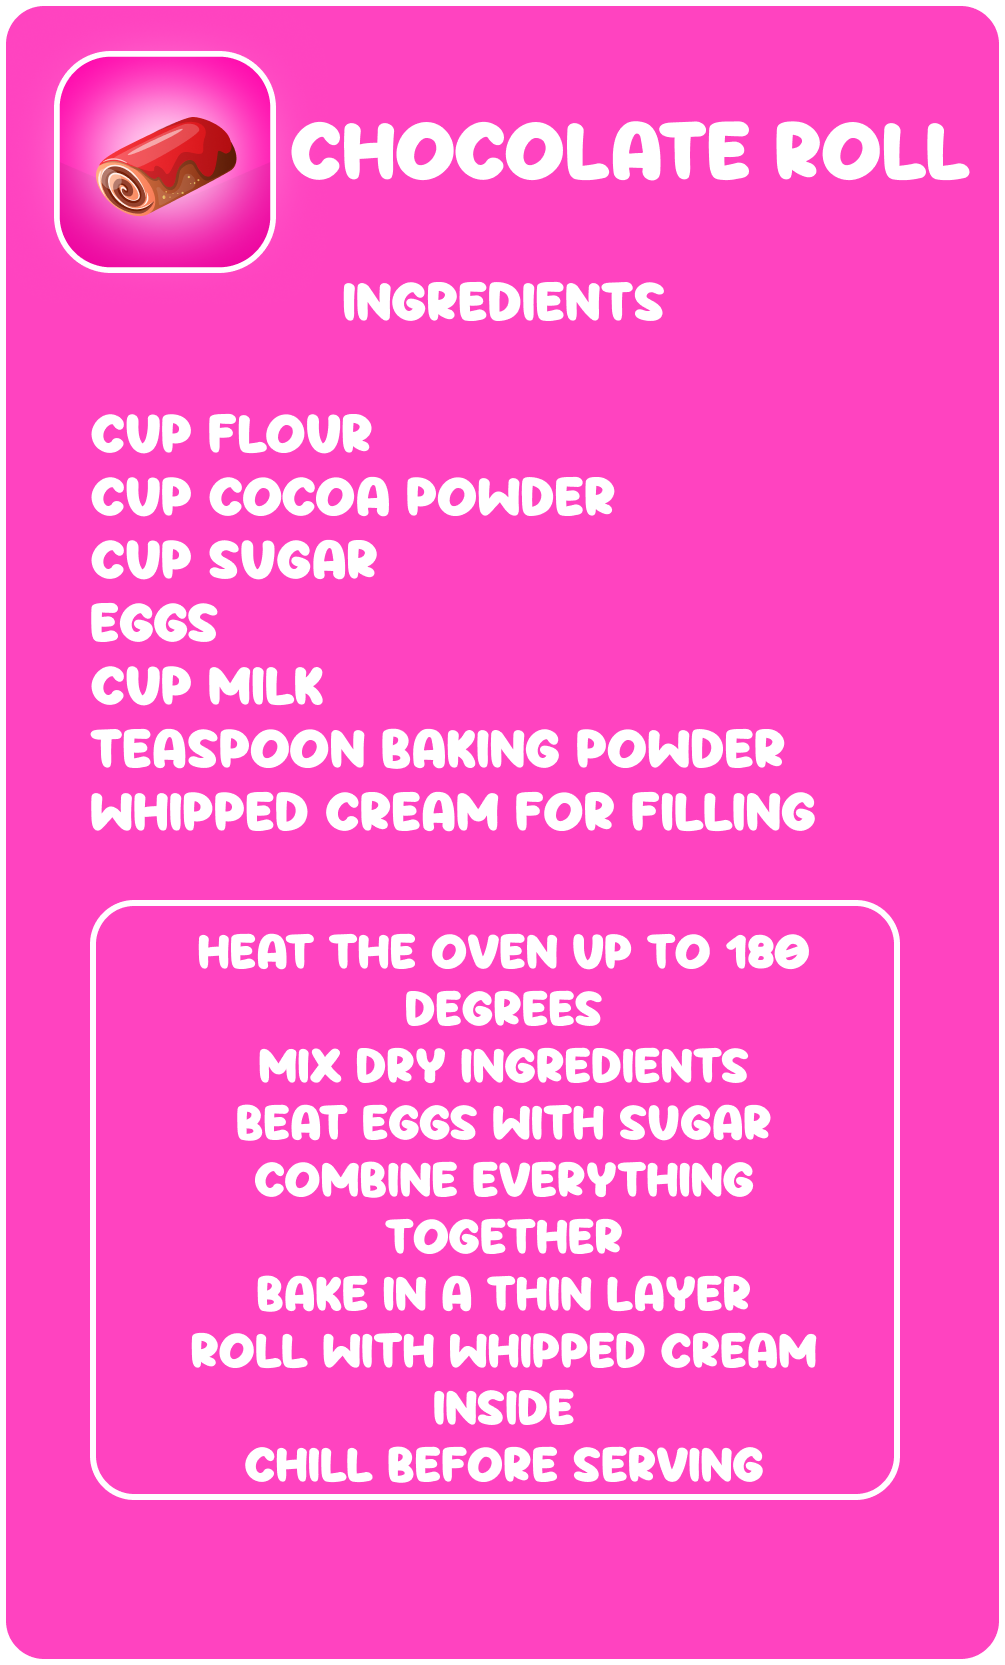 CHOCOLATE ROLL
INGREDIENTS
CUP FLOUR
CUP COCOA POWDER
CUP SUGAR
EGGS
CUP MILK
TEASPOON BAKING POWDER
WHIPPED CREAM FOR FILLING
HEAT THE OVEN UP TO 180
DEGREES
MIX DRY INGREDIENTS
BEAT EGGS WITH SUGAR
COMBINE EVERYTHING
TOGETHER
BAKE IN A THIN LAYER
ROLL WITH WHIPPED CREAM
INSIDE
CHILL BEFORE SERVING